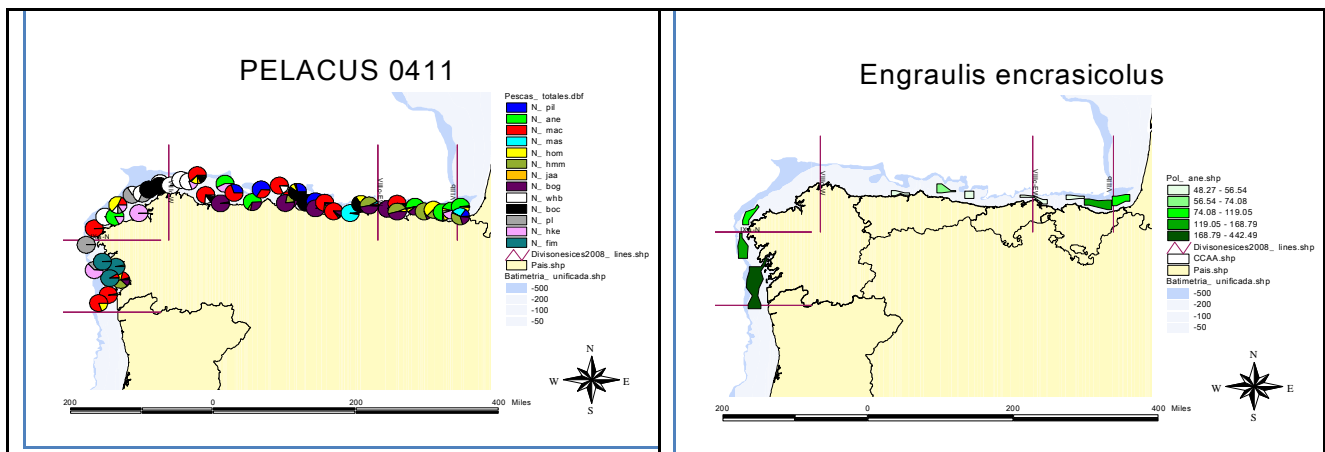 PELACUS 0411
Pescas_ totales.dbf
N_ pil
N_ ane
N_ mac
N_ mas
N_ hom
N_ hmm
N_ jaa
N_ bog
N_ whb
N_ boc
N_ pl
N_ hke
N_ fim
Divisonesices2008_ lines.shp
Pais.shp
Batimetria_ unificada.shp
-500
-200
-100
-50
N
W
E
S
200
0
200
400
Miles
Engraulis encrasicolus
VIIIb
Pol_ ane.shp
48.27 - 56.54
56.54 - 74.08
74.08 - 119.05
119.05 - 168.79
168.79 - 442.49
Divisonesices2008_ lines.shp
CCAA.shp
Pais.shp
Batimetria_ unificada.shp
-500
-200
-100
-50
N
W
E
S
200
0
200
400
Miles